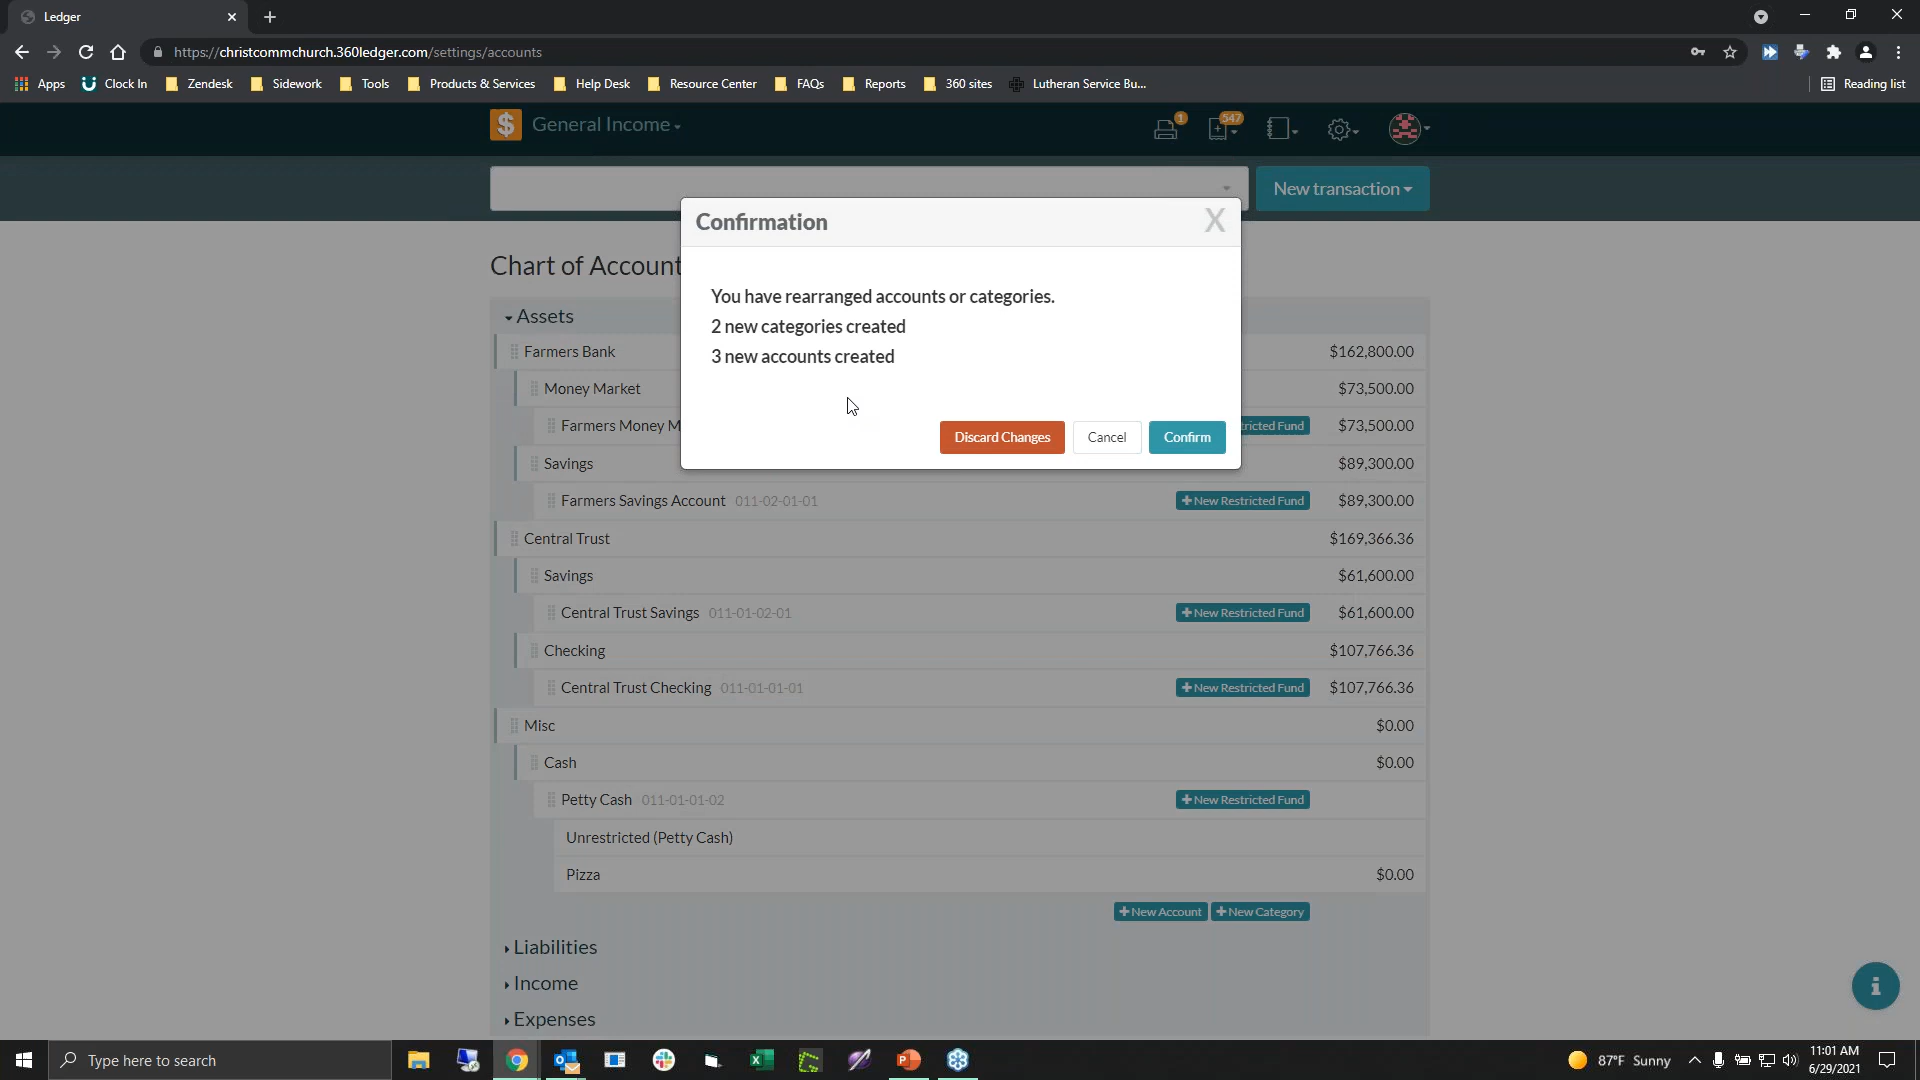 Ledger
https://christcommchurch.360ledger.com/settings/accounts
Apps Clock In Zendesk Sidework Tools Products & Services Help Desk Resource Center FAQs Reports 360 sites Lutheran Service Bu... Reading list
$ General Income 1 547
New transaction
Confirmation X
You have rearranged accounts or categories.
2 new categories created
3 new accounts created
Discard Changes Cancel Confirm
Chart of Account
Assets
Farmers Bank $162,800.00
Money Market $73,500.00
Farmers Money M tricted Fund $73,500.00
Savings $89,300.00
Farmers Savings Account 011-02-01-01 +New Restricted Fund $89,300.00
Central Trust $169,366.36
Savings $61,600.00
Central Trust Savings 011-01-02-01 +New Restricted Fund $61,600.00
Checking $107,766.36
Central Trust Checking 011-01-01-01 +New Restricted Fund $107,766.36
Misc $0.00
Cash $0.00
Petty Cash 011-01-01-02 +New Restricted Fund
Unrestricted (Petty Cash)
Pizza $0.00
+New Account +New Category
Liabilities
Income
Expenses
i
Type here to search
87°F Sunny
11:01 AM
6/29/2021